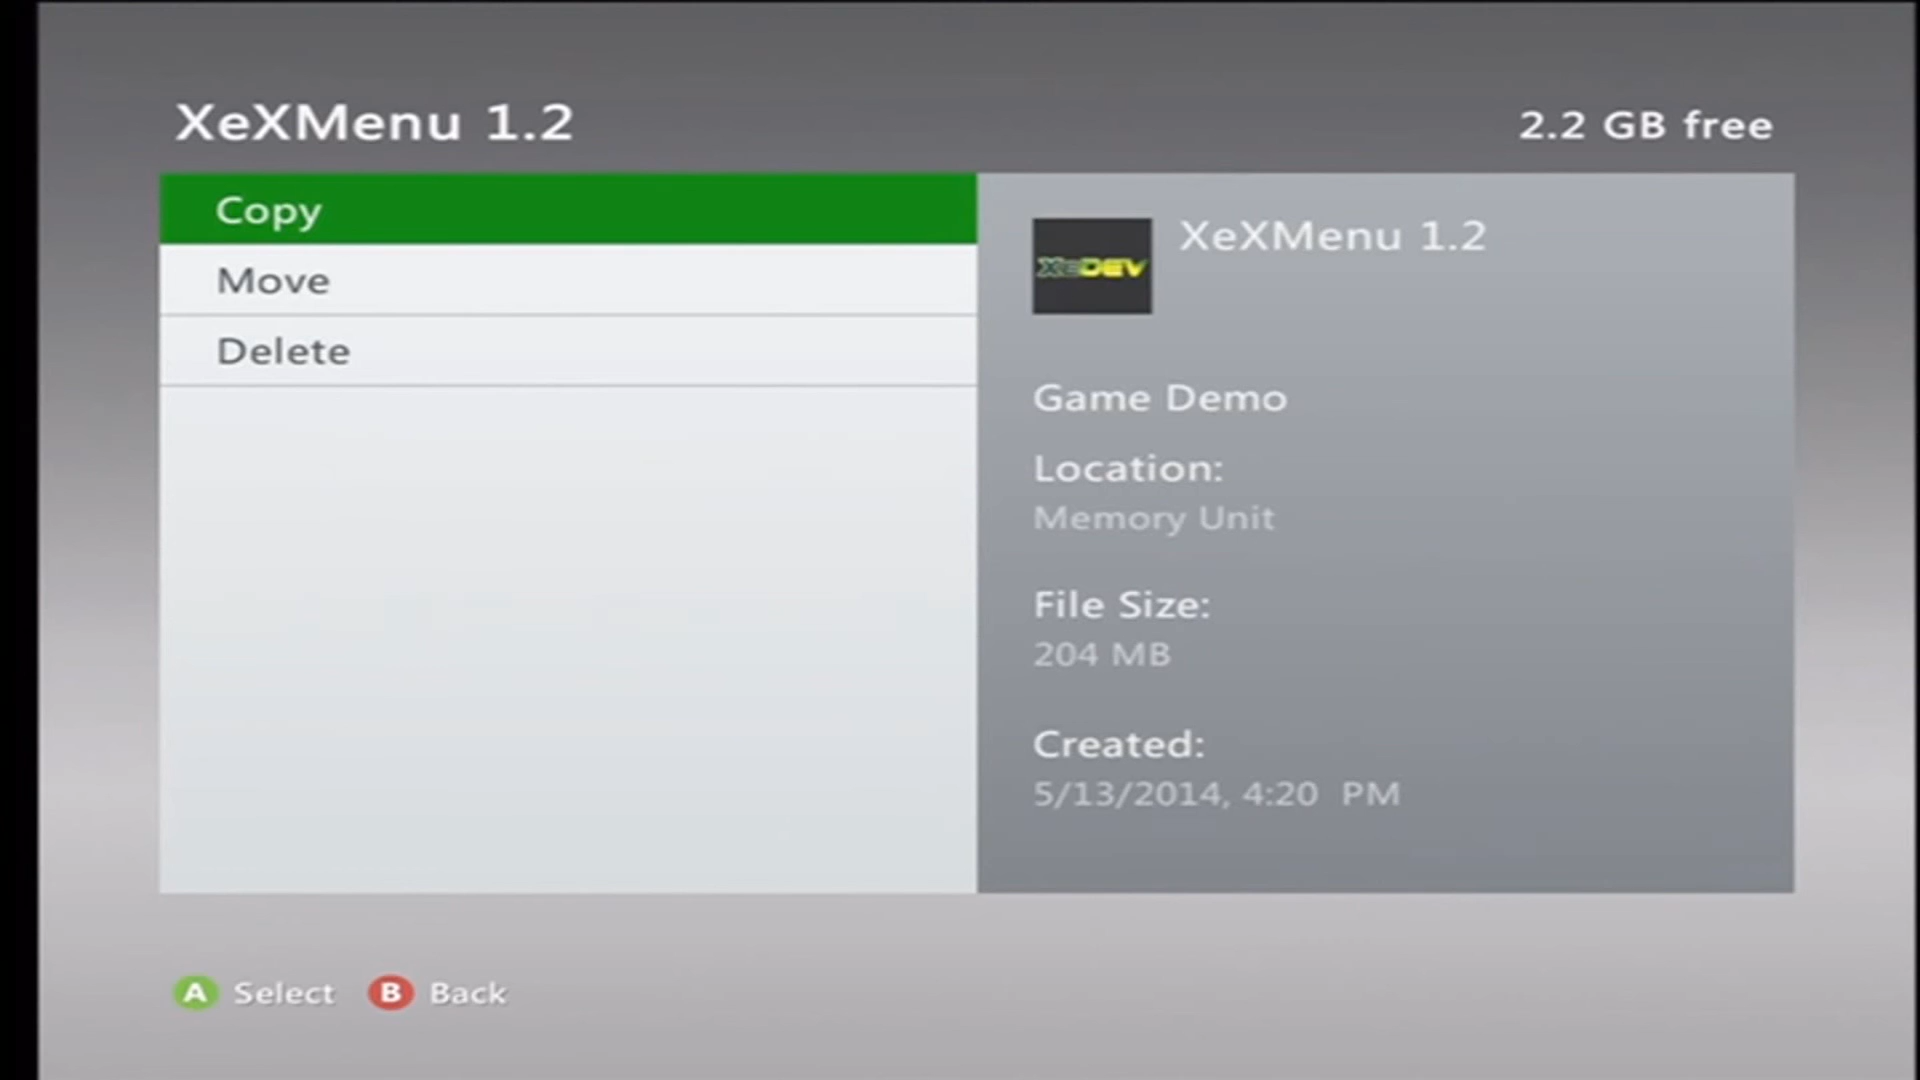 XeXMenu 1.2
2.2 GB free
Copy
Move
Delete
XeDEV
XeXMenu 1.2
Game Demo
Location:
Memory Unit
File Size:
204 MB
Created:
5/13/2014, 4:20 PM
A Select B Back